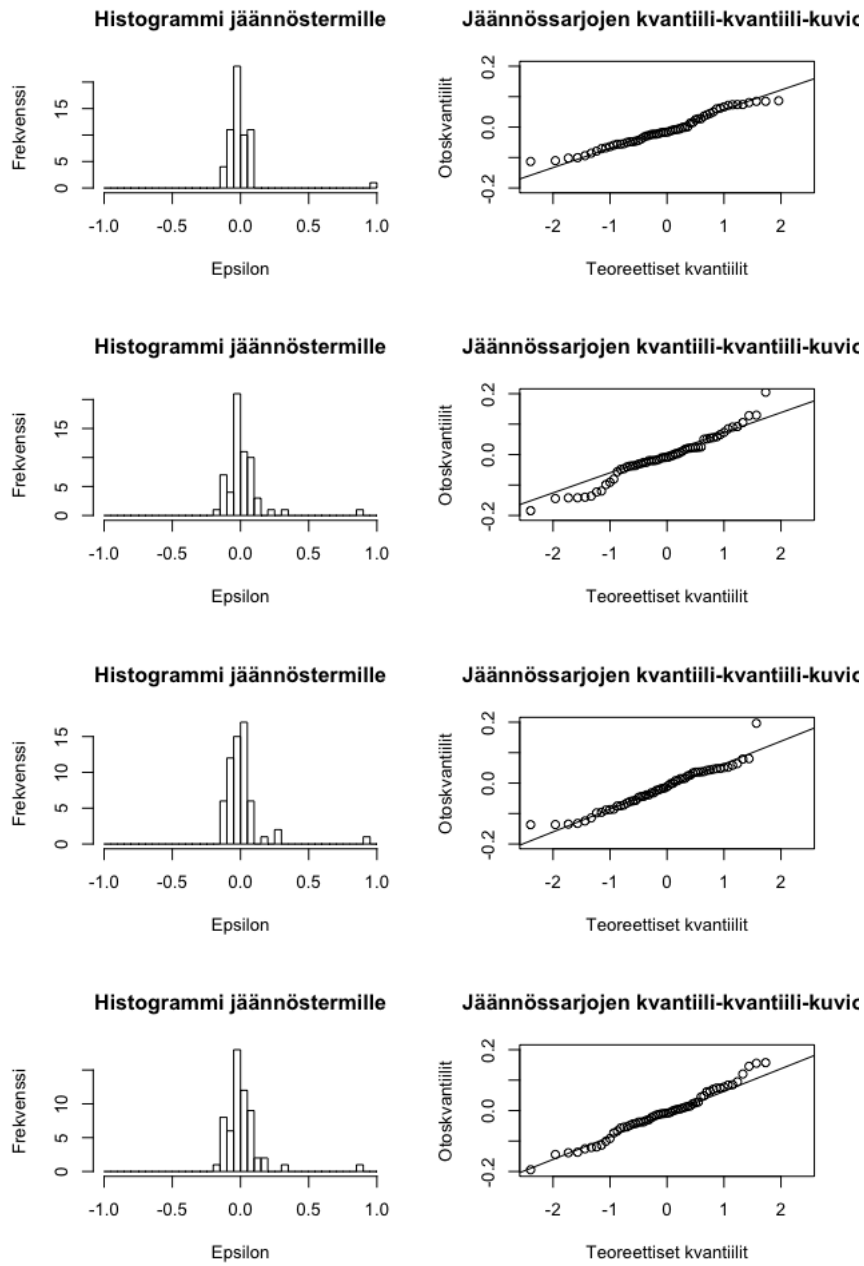 Histogrammi jäännöstermille
Frekvenssi
0 5 15
-1.0 -0.5 0.0 0.5 1.0
Epsilon
Jäännössarjojen kvantiili-kvantiili-kuvio
Otoskvantiilit
-0.2 0.0 0.2
-2 -1 0 1 2
Teoreettiset kvantiilit
Histogrammi jäännöstermille
Frekvenssi
0 5 15
-1.0 -0.5 0.0 0.5 1.0
Epsilon
Jäännössarjojen kvantiili-kvantiili-kuvio
Otoskvantiilit
-0.2 0.0 0.2
-2 -1 0 1 2
Teoreettiset kvantiilit
Histogrammi jäännöstermille
Frekvenssi
0 5 10 15
-1.0 -0.5 0.0 0.5 1.0
Epsilon
Jäännössarjojen kvantiili-kvantiili-kuvio
Otoskvantiilit
-0.2 0.0 0.2
-2 -1 0 1 2
Teoreettiset kvantiilit
Histogrammi jäännöstermille
Frekvenssi
0 5 10
-1.0 -0.5 0.0 0.5 1.0
Epsilon
Jäännössarjojen kvantiili-kvantiili-kuvio
Otoskvantiilit
-0.2 0.0 0.2
-2 -1 0 1 2
Teoreettiset kvantiilit